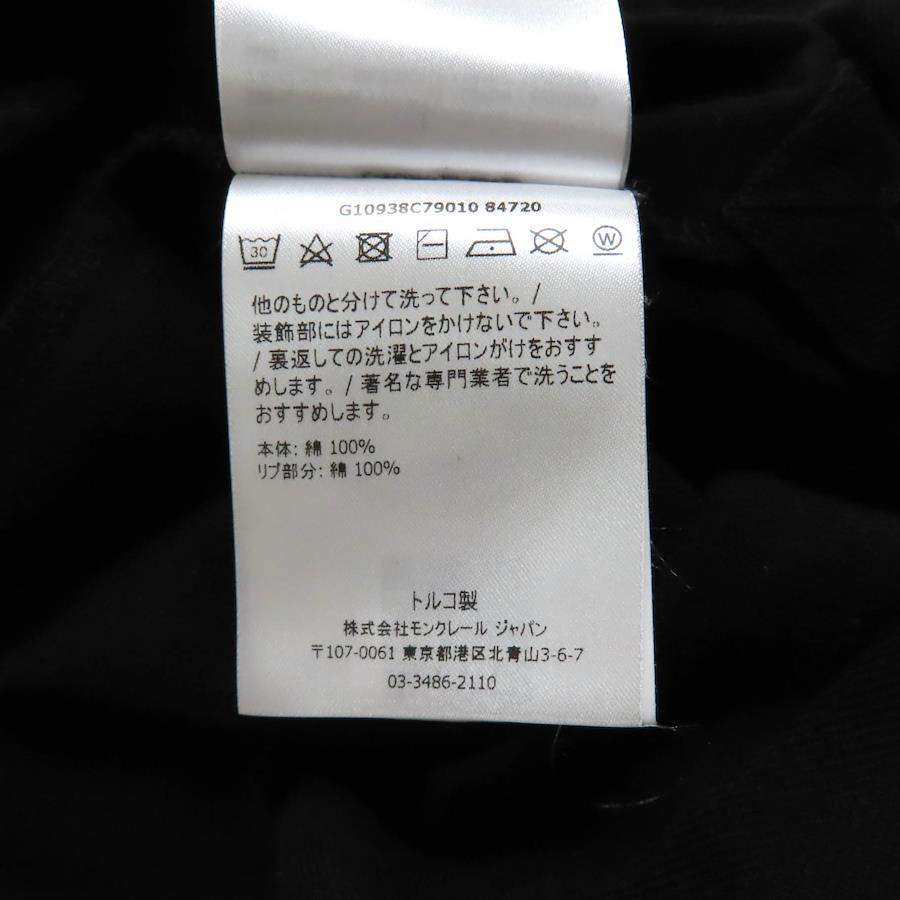 G10938C79010 84720
30 W
他のものと分けて洗って下さい。/
装飾部にはアイロンをかけないで下さい。
/ 裏返しての洗濯とアイロンがけをおすす
めします。/ 著名な専門業者で洗うことを
おすすめします。
本体: 綿 100%
リブ部分: 綿 100%
トルコ製
株式会社モンクレール ジャパン
〒107-0061 東京都港区北青山3-6-7
03-3486-2110